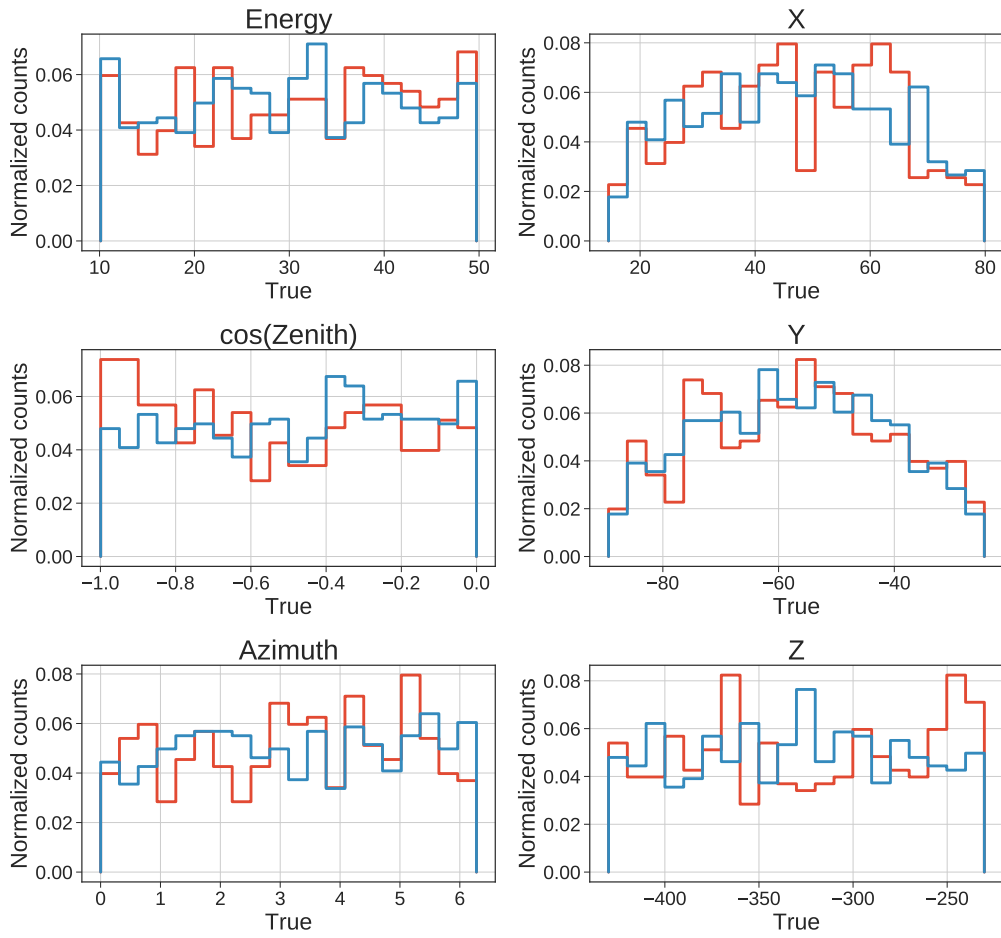 Energy
Normalized counts
0.06
0.04
0.02
0.00
10 20 30 40 50
True
X
Normalized counts
0.08
0.06
0.04
0.02
0.00
20 40 60 80
True
cos(Zenith)
Normalized counts
0.06
0.04
0.02
0.00
−1.0 −0.8 −0.6 −0.4 −0.2 0.0
True
Y
Normalized counts
0.08
0.06
0.04
0.02
0.00
−80 −60 −40
True
Azimuth
Normalized counts
0.08
0.06
0.04
0.02
0.00
0 1 2 3 4 5 6
True
Z
Normalized counts
0.08
0.06
0.04
0.02
0.00
−400 −350 −300 −250
True